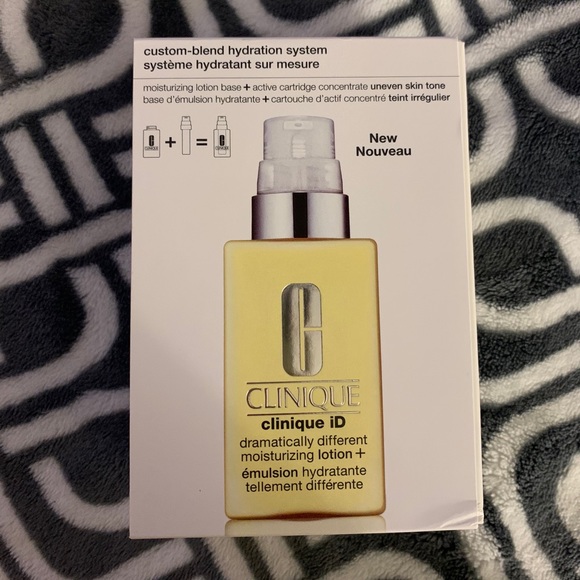 custom-blend hydration system
système hydratant sur mesure
moisturizing lotion base + active cartridge concentrate uneven skin tone
base d'émulsion hydratante + cartouche d'actif concentré teint irrégulier
CLINIQUE + = CLINIQUE
New
Nouveau
CLINIQUE
clinique iD
dramatically different
moisturizing lotion +
émulsion hydratante
tellement différente